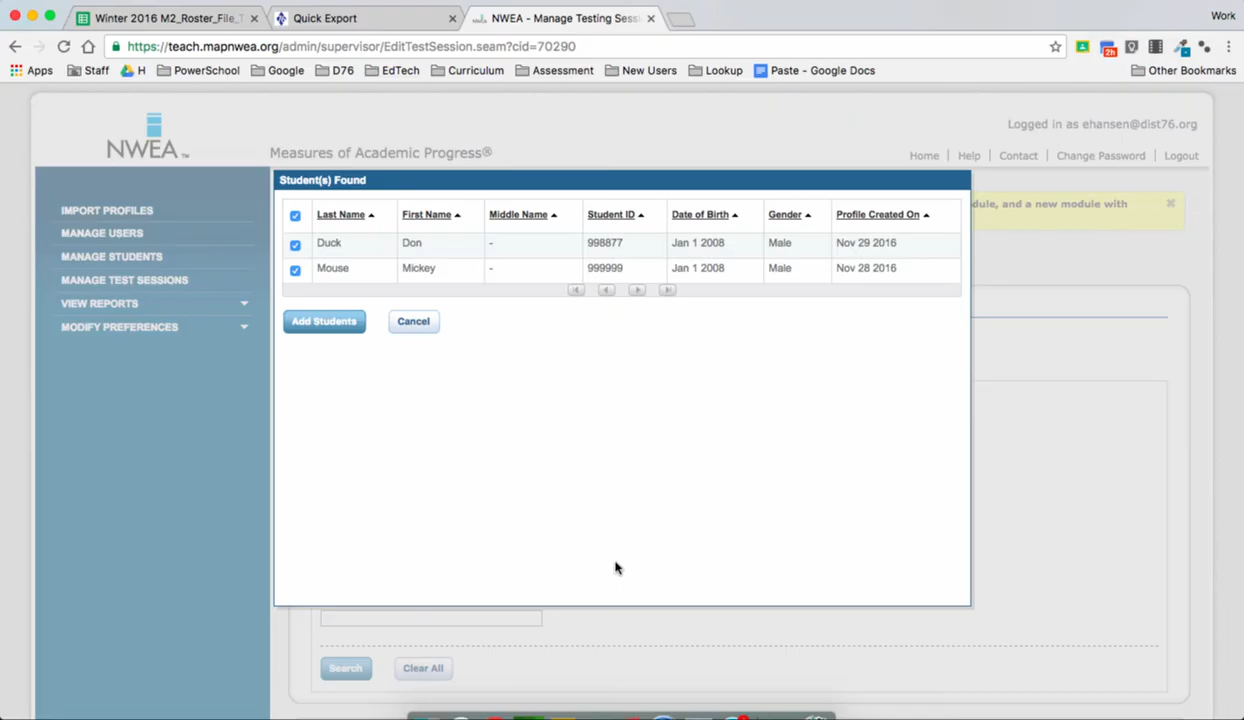 Winter 2016 M2_Roster_File_T
Quick Export
NWEA - Manage Testing Sess
Work
https://teach.mapnwea.org/admin/supervisor/EditTestSession.seam?cid=70290
2h
Apps
Staff
H
PowerSchool
Google
D76
EdTech
Curriculum
Assessment
New Users
Lookup
Paste - Google Docs
Other Bookmarks
NWEA™
Measures of Academic Progress®
Logged in as ehansen@dist76.org
Home | Help | Contact | Change Password | Logout
IMPORT PROFILES
MANAGE USERS
MANAGE STUDENTS
MANAGE TEST SESSIONS
VIEW REPORTS
MODIFY PREFERENCES
dule, and a new module with
Student(s) Found
Last Name First Name Middle Name Student ID Date of Birth Gender Profile Created On
Duck Don - 998877 Jan 1 2008 Male Nov 29 2016
Mouse Mickey - 999999 Jan 1 2008 Male Nov 28 2016
Add Students Cancel
Search Clear All